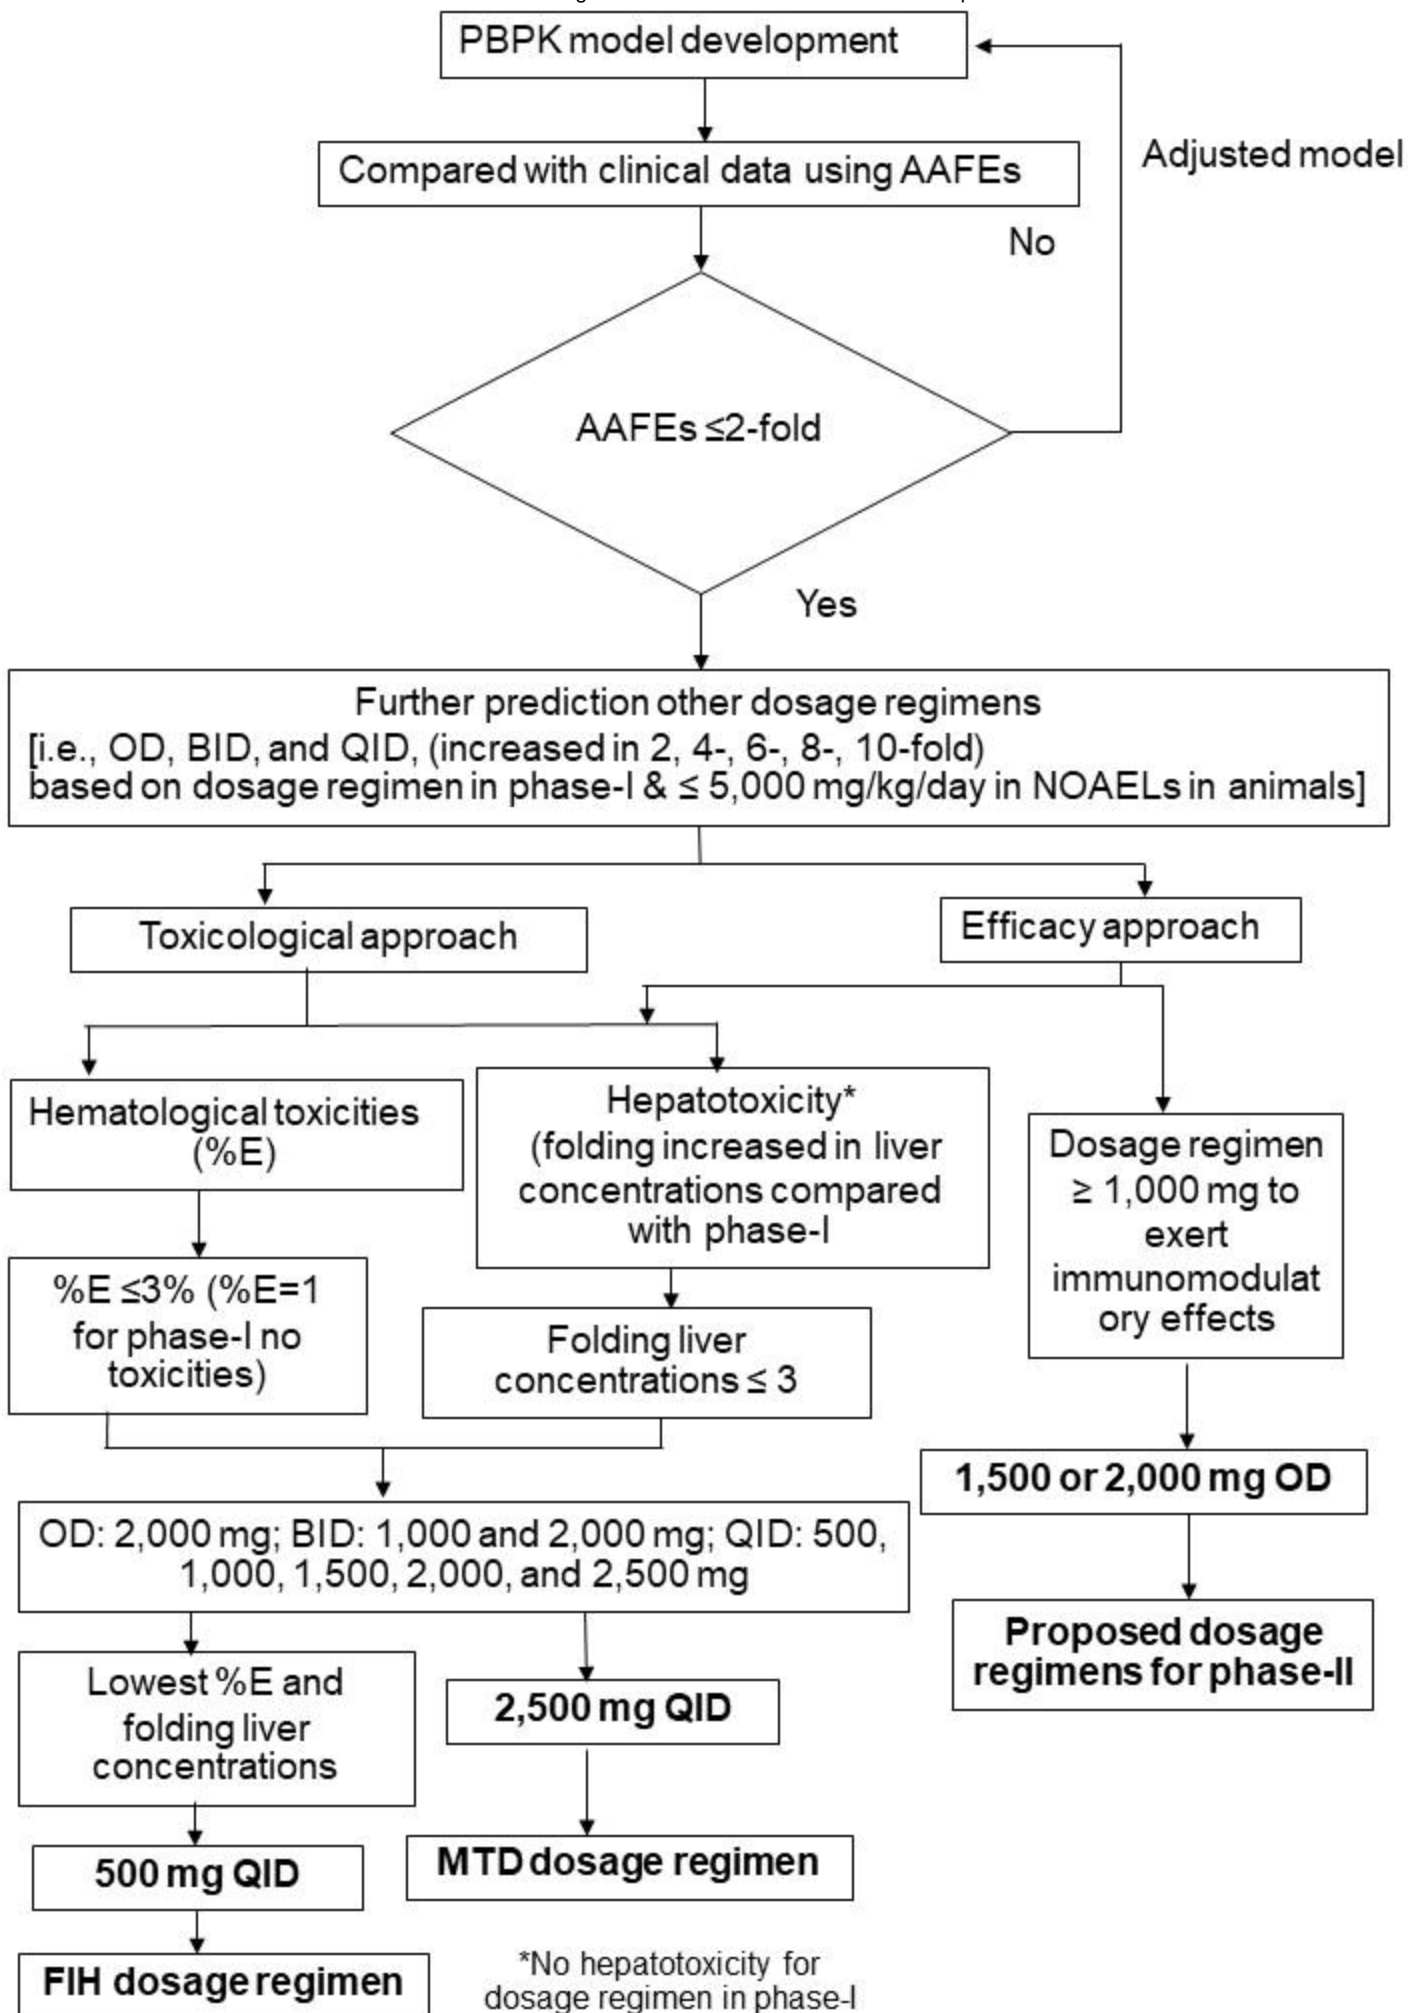 PBPK model development
Compared with clinical data using AAFEs
Adjusted model
No
AAFEs ≤2-fold
Yes
Further prediction other dosage regimens
[i.e., OD, BID, and QID, (increased in 2, 4-, 6-, 8-, 10-fold)
based on dosage regimen in phase-I & ≤ 5,000 mg/kg/day in NOAELs in animals]
Toxicological approach
Efficacy approach
Hematological toxicities
(%E)
Hepatotoxicity*
(folding increased in liver
concentrations compared
with phase-I
Dosage regimen
≥ 1,000 mg to
exert
immunomodulat
ory effects
%E ≤3% (%E=1
for phase-I no
toxicities)
Folding liver
concentrations ≤ 3
1,500 or 2,000 mg OD
OD: 2,000 mg; BID: 1,000 and 2,000 mg; QID: 500,
1,000, 1,500, 2,000, and 2,500 mg
Proposed dosage
regimens for phase-II
Lowest %E and
folding liver
concentrations
2,500 mg QID
500 mg QID
MTD dosage regimen
FIH dosage regimen
*No hepatotoxicity for
dosage regimen in phase-I